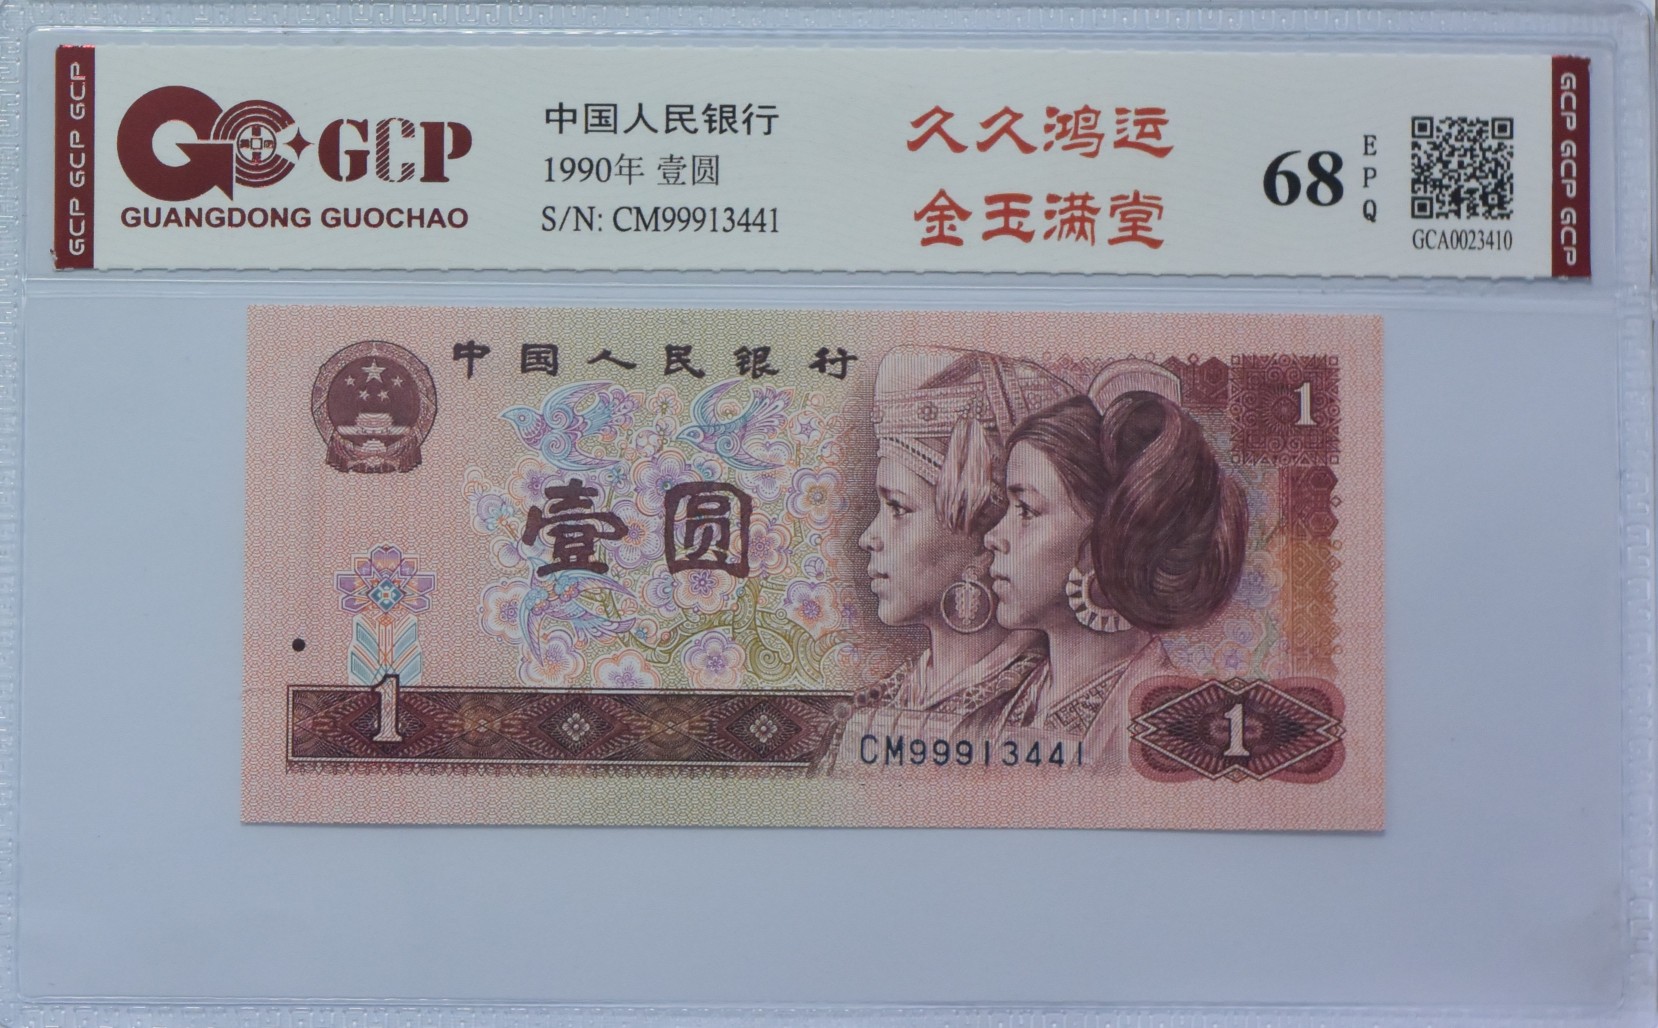 GCP GCP GCP
GCP
GUANGDONG GUOCHAO
中国人民银行
1990年 壹圆
S/N: CM99913441
久久鸿运
金玉满堂
68
EPQ
GCA0023410
GCP GCP GCP
中国人民银行
1
壹圆
1
CM99913441
1